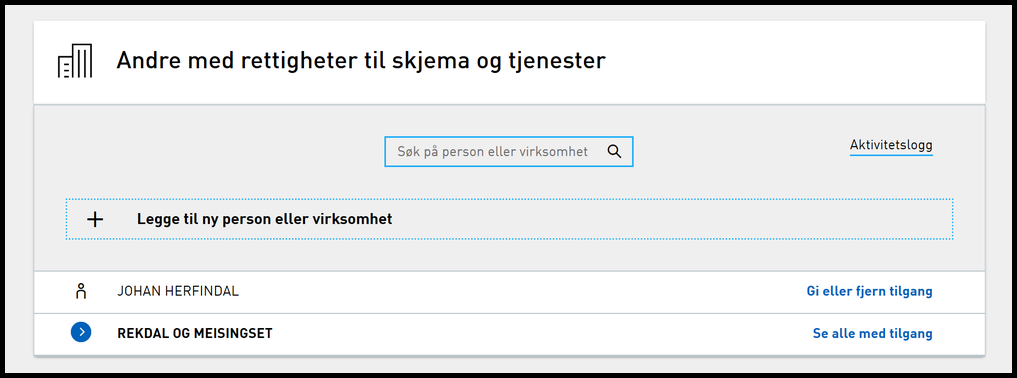 Andre med rettigheter til skjema og tjenester
Søk på person eller virksomhet
Aktivitetslogg
Legge til ny person eller virksomhet
JOHAN HERFINDAL Gi eller fjern tilgang
REKDAL OG MEISINGSET Se alle med tilgang